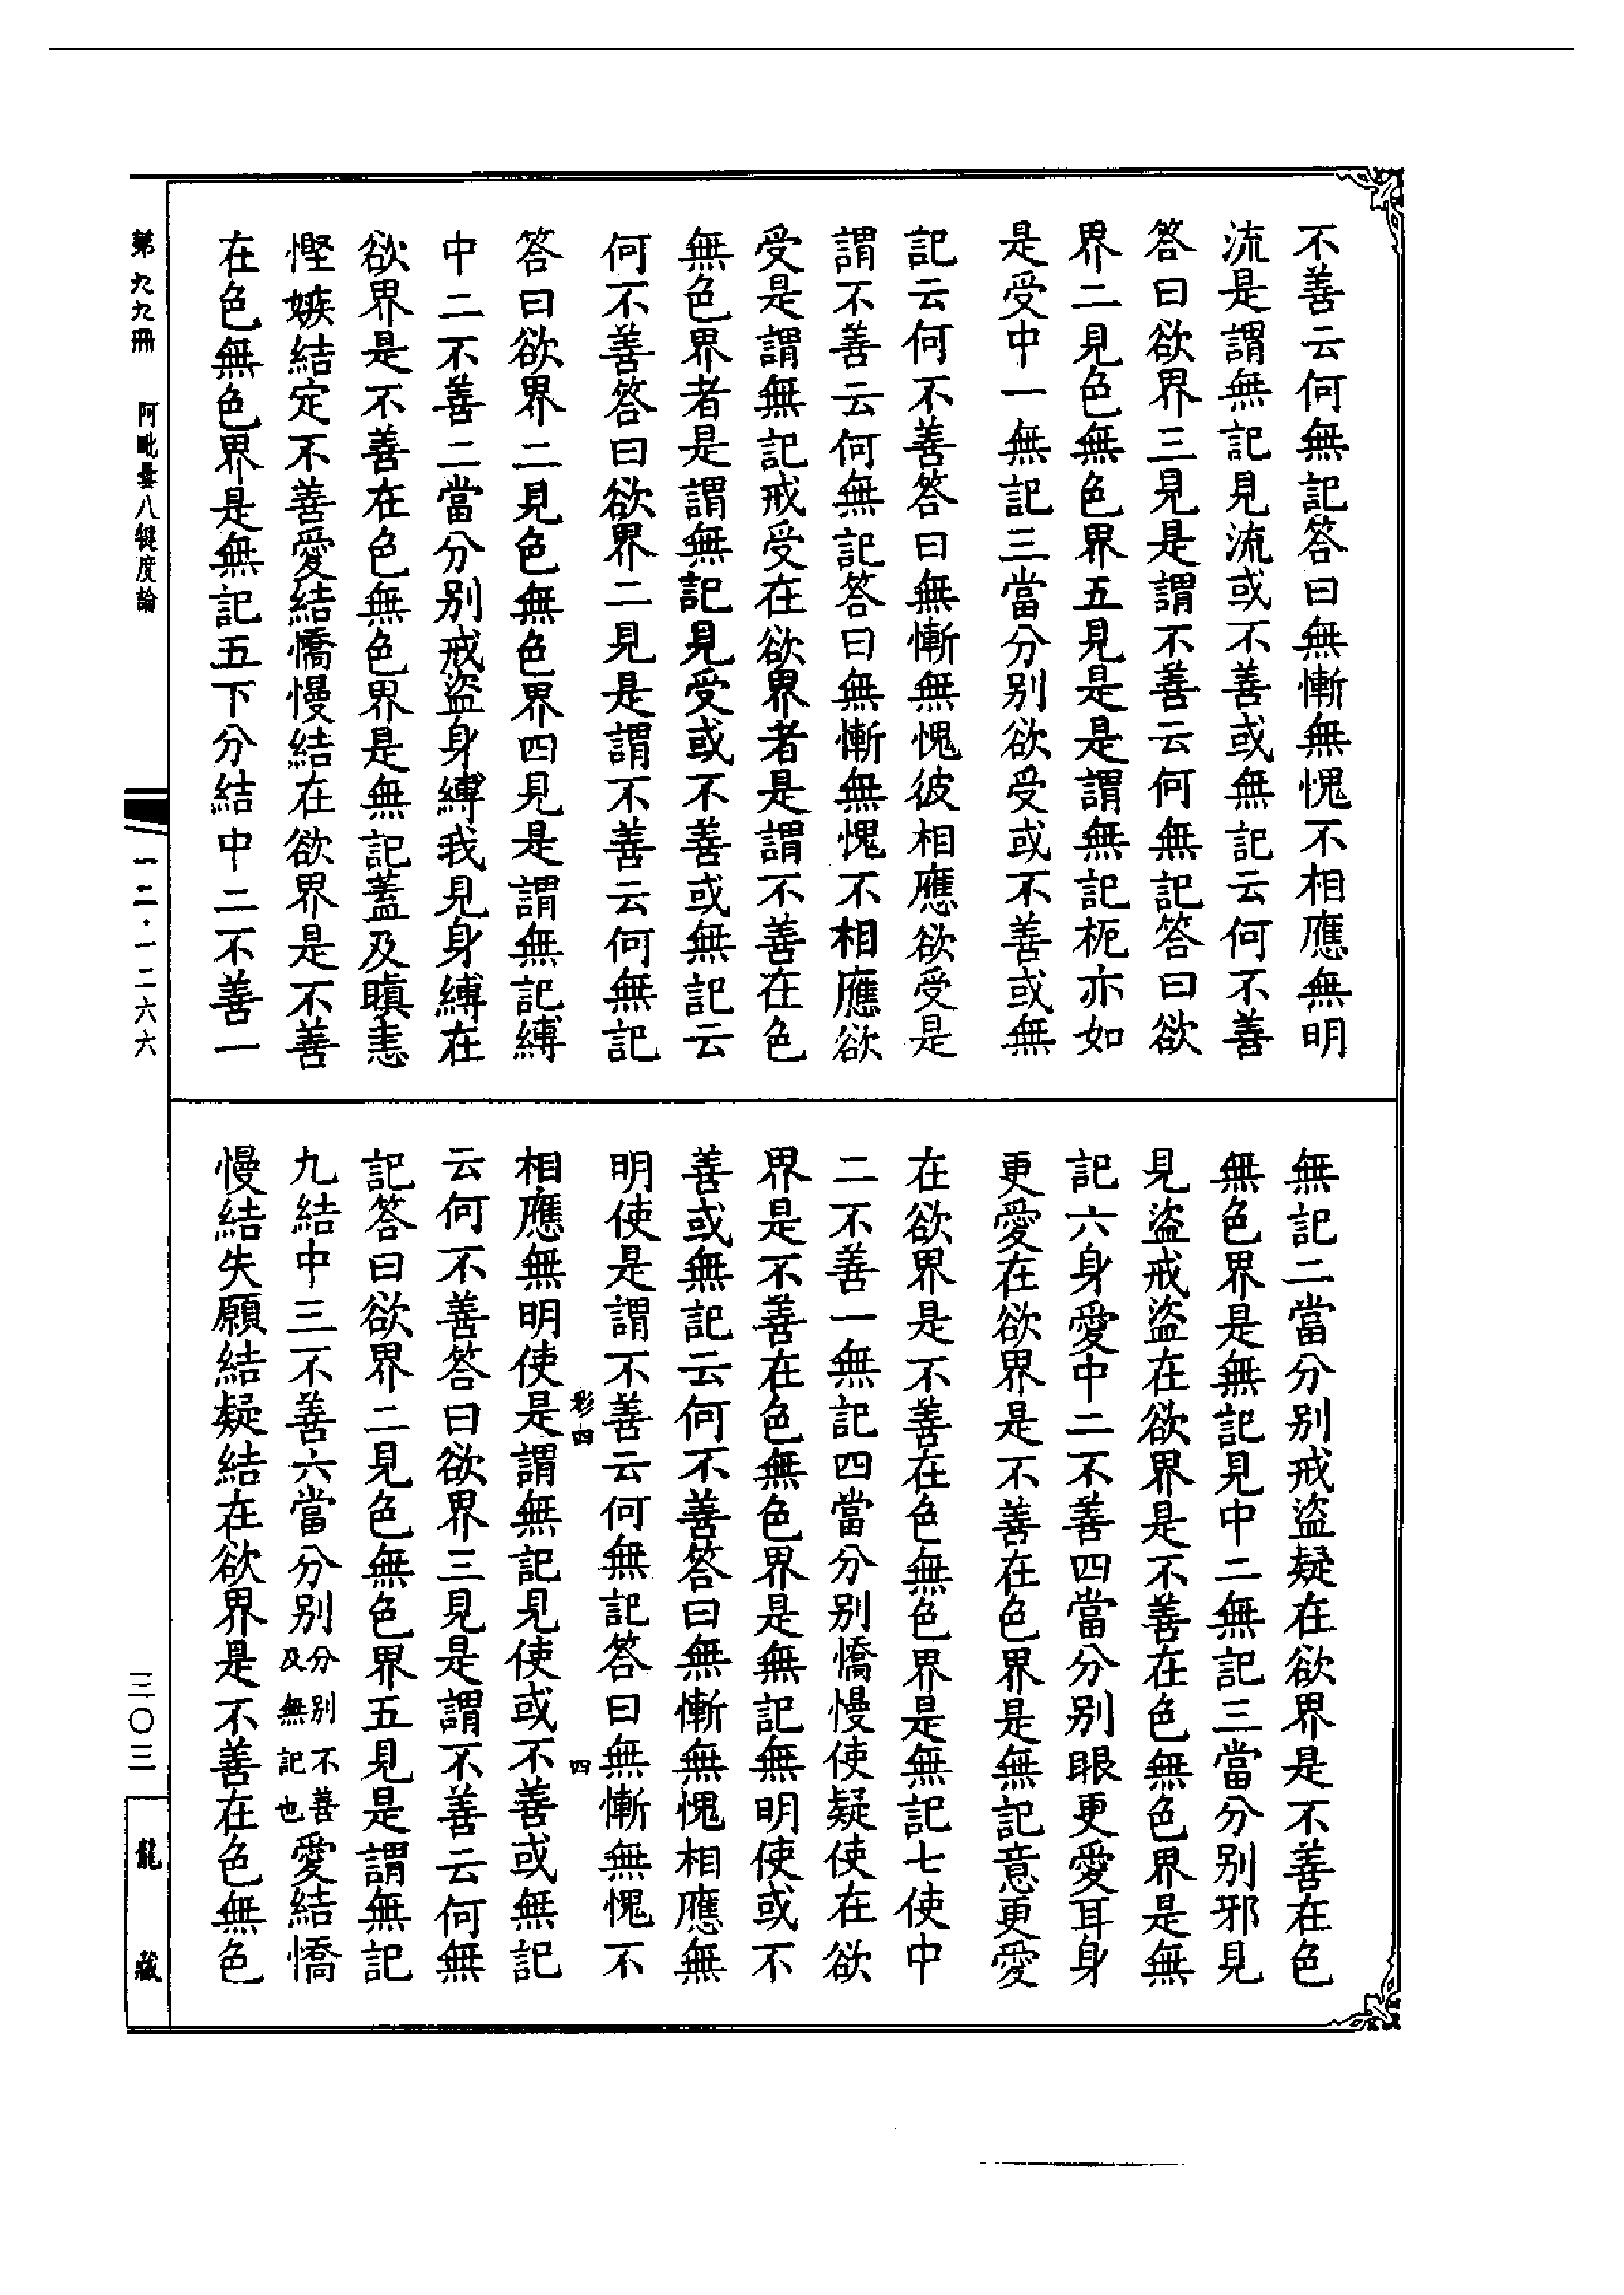 不善云何無記答曰無慚無愧不相應無明
流是謂無記見流或不善或無記云何不善
答曰欲界三見是謂不善云何無記答曰欲
界二見色無色界五見是謂無記枙亦如
是受中一無記三當分別欲受或不善或無
記云何不善答曰無慚無愧彼相應欲受是
謂不善云何無記答曰無慚無愧不相應欲
受是謂無記戒受在欲界者是謂不善在色
無色界者是謂無記見受或不善或無記云
何不善答曰欲界二見是謂不善云何無記
答曰欲界二見色無色界四見是謂無記縛
中二不善二當分別戒盜身縛我見身縛在
欲界是不善在色無色界是無記蓋及瞋恚
慳嫉結定不善愛結憍慢結在欲界是不善
在色無色界是無記五下分結中二不善一
無記二當分別戒盜疑在欲界是不善在色
無色界是無記見中二無記三當分別邪見
見盜戒盜在欲界是不善在色無色界是無
記六身愛中二不善四當分別眼更愛耳身
更愛在欲界是不善在色界是無記意更愛
在欲界是不善在色無色界是無記七使中
二不善一無記四當分別憍慢使疑使在欲
界是不善在色無色界是無記無明使或不
善或無記云何不善答曰無慚無愧相應無
明使是謂不善云何無記答曰無慚無愧不
彩四 四
相應無明使是謂無記見使或不善或無記
云何不善答曰欲界三見是謂不善云何無
記答曰欲界二見色無色界五見是謂無記
九結中三不善六當分別分別不善及無記也愛結憍
慢結失願結疑結在欲界是不善在色無色
第九九冊 阿毗曇八犍度論
一二·一二六六
三〇三
龍藏